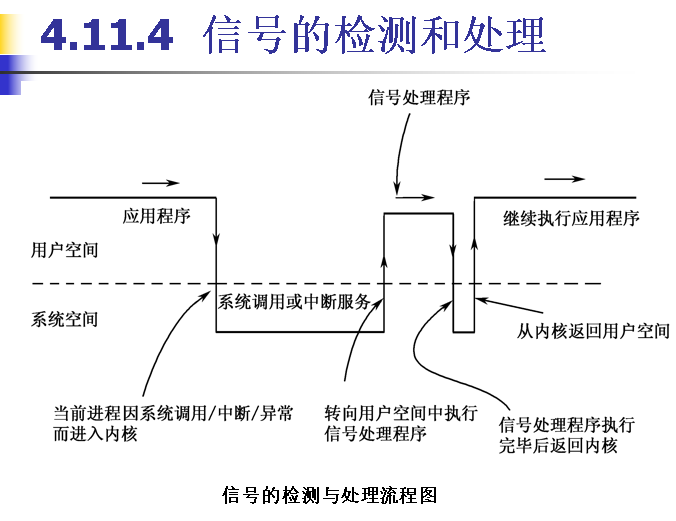 4.11.4 信号的检测和处理
信号处理程序
应用程序
继续执行应用程序
用户空间
系统调用或中断服务
系统空间
从内核返回用户空间
当前进程因系统调用/中断/异常
而进入内核
转向用户空间中执行
信号处理程序
信号处理程序执行
完毕后返回内核
信号的检测与处理流程图